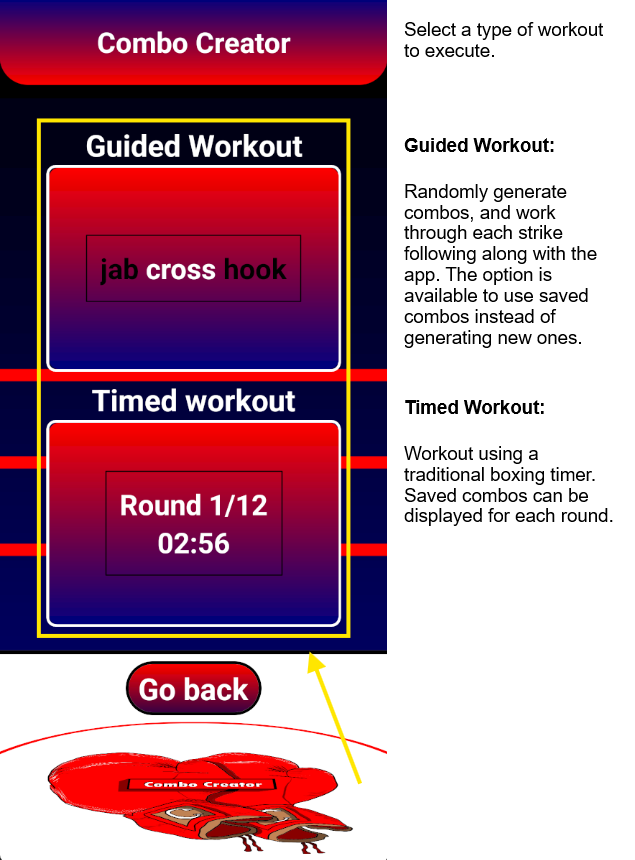 Combo Creator
Guided Workout
jab cross hook
Timed workout
Round 1/12
02:56
Go back
Combo Creator
Select a type of workout
to execute.
Guided Workout:
Randomly generate
combos, and work
through each strike
following along with the
app. The option is
available to use saved
combos instead of
generating new ones.
Timed Workout:
Workout using a
traditional boxing timer.
Saved combos can be
displayed for each round.